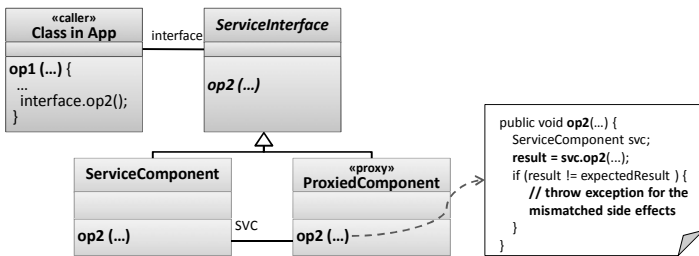 «caller»
Class in App
op1 (...) {
...
interface.op2();
}
interface
ServiceInterface
op2 (...)
ServiceComponent
op2 (...)
SVC
«proxy»
ProxiedComponent
op2 (...)
public void op2(...) {
ServiceComponent svc;
result = svc.op2(...);
if (result != expectedResult ) {
// throw exception for the
mismatched side effects
}
}